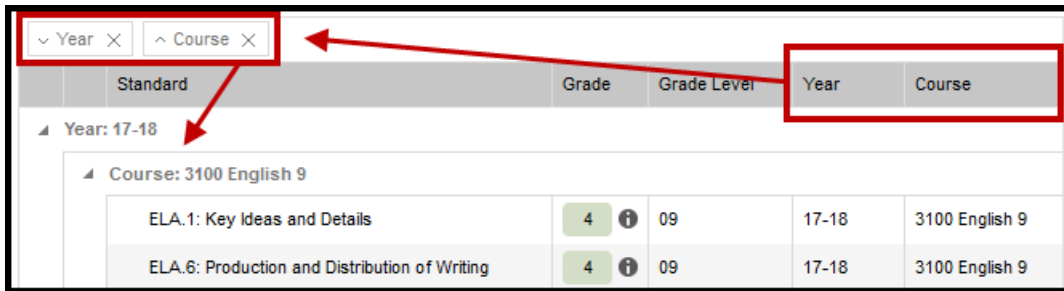 Year Course
Standard Grade Grade Level Year Course
Year: 17-18
Course: 3100 English 9
ELA.1: Key Ideas and Details 4 09 17-18 3100 English 9
ELA.6: Production and Distribution of Writing 4 09 17-18 3100 English 9